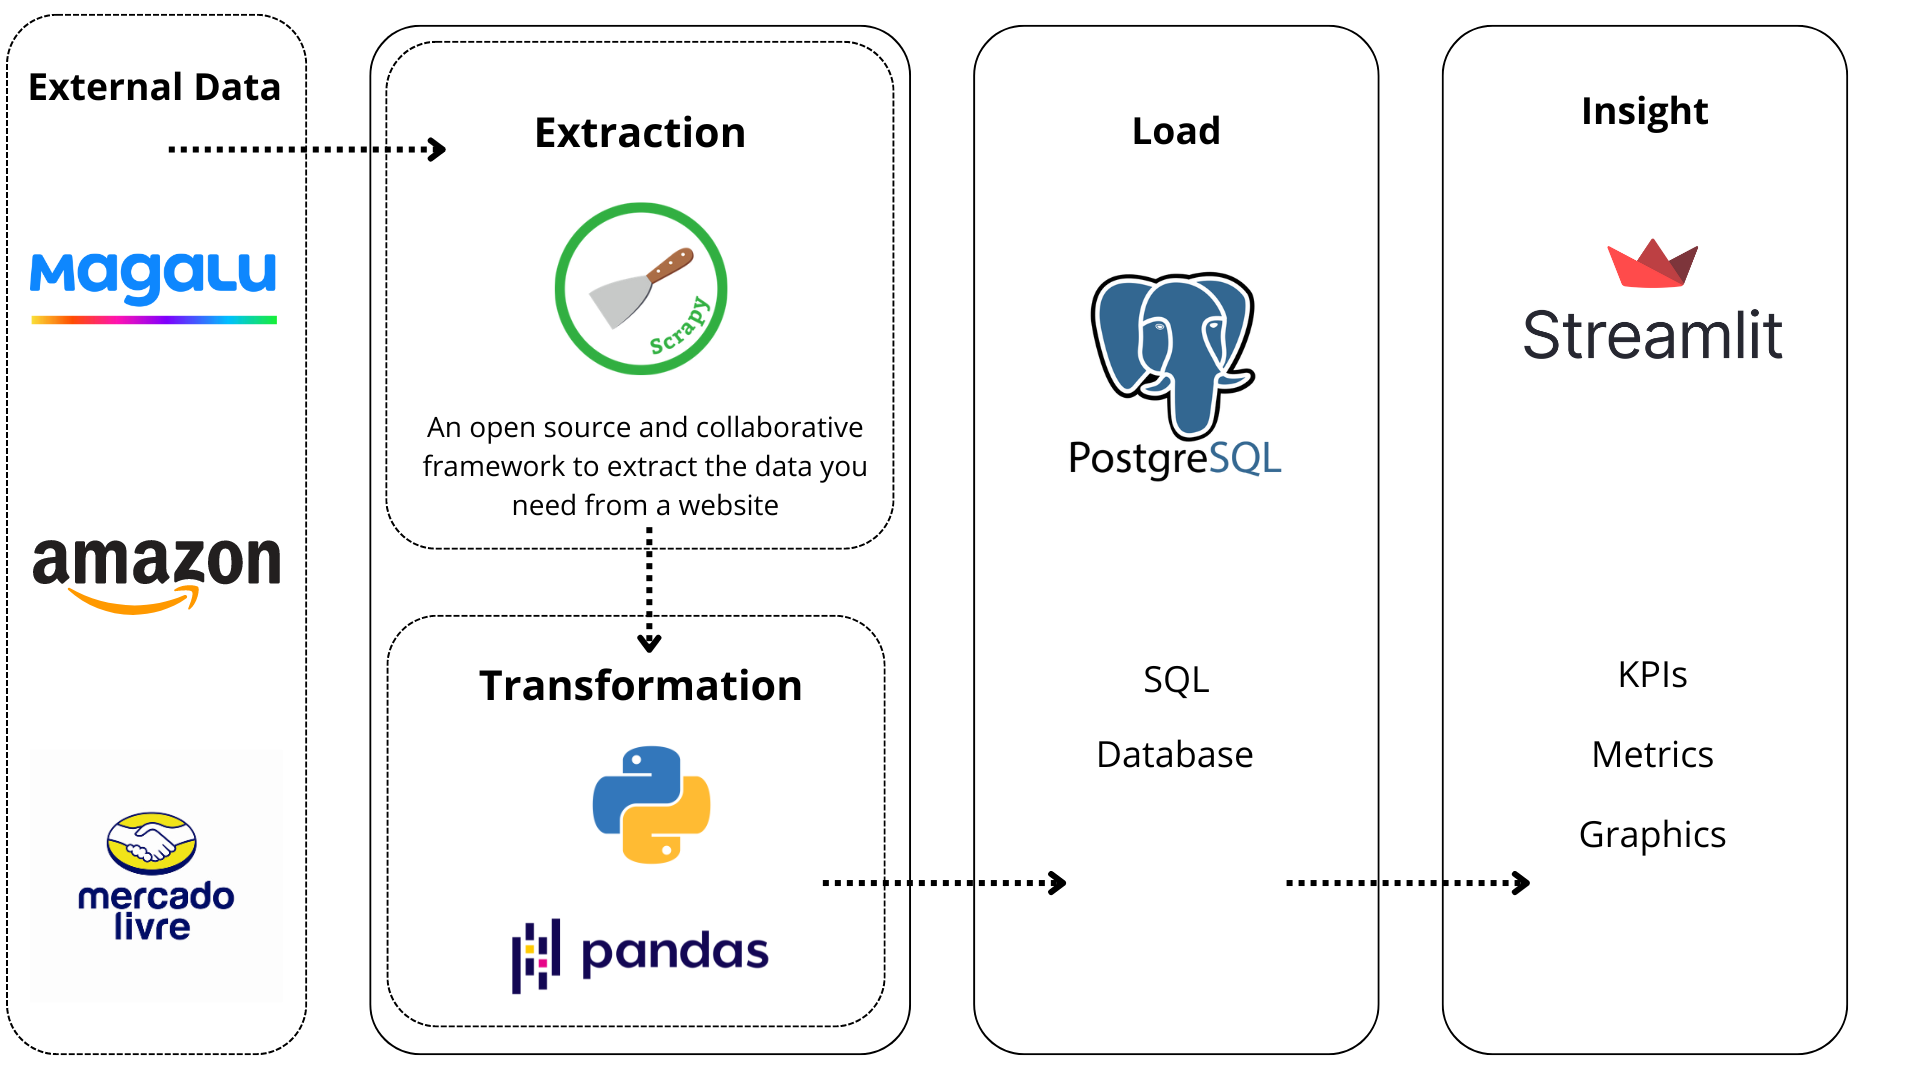 External Data
MagaLu
amazon
mercado
livre
Extraction
Scrapy
An open source and collaborative
framework to extract the data you
need from a website
Transformation
pandas
Load
PostgreSQL
SQL
Database
Insight
Streamlit
KPIs
Metrics
Graphics